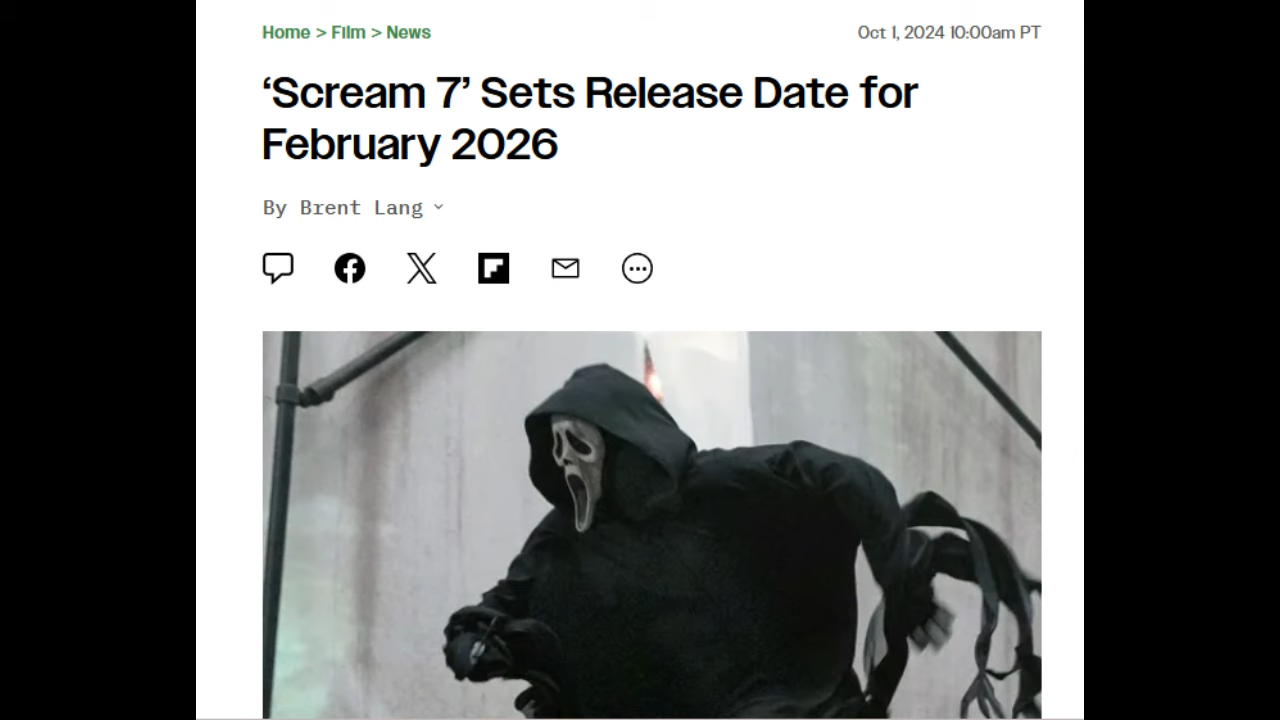 Home > Film > News
Oct 1, 2024 10:00am PT
‘Scream 7’ Sets Release Date for
February 2026
By Brent Lang